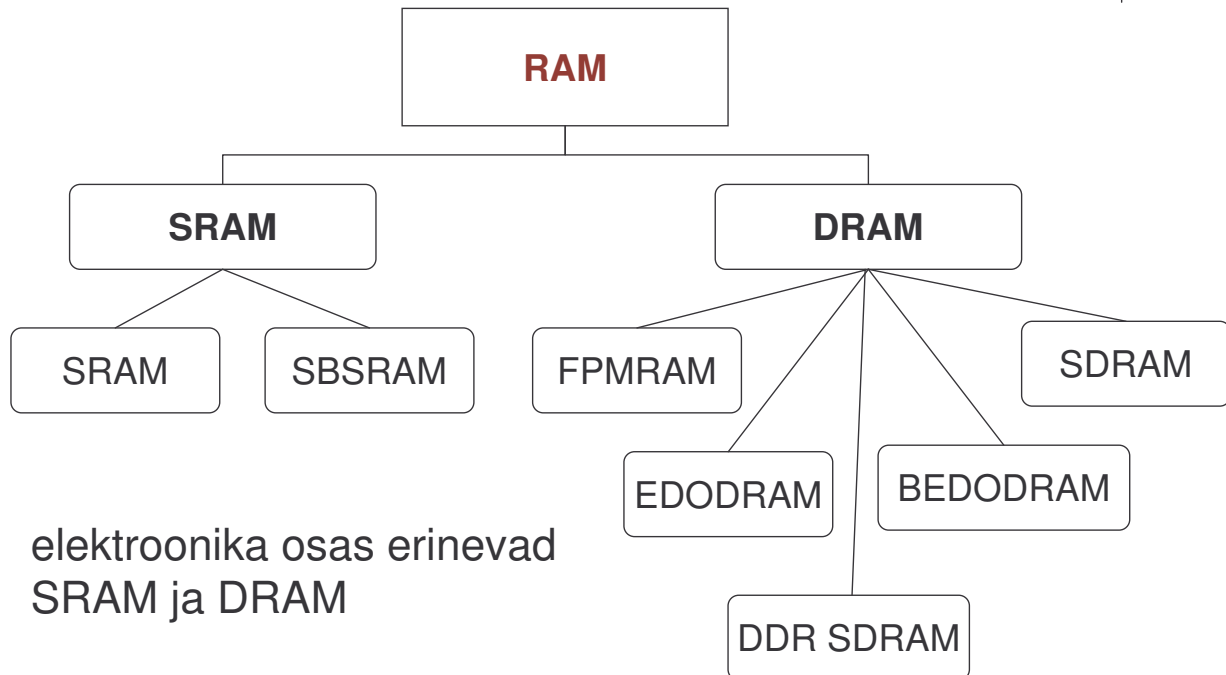 RAM
SRAM
DRAM
SRAM
SBSRAM
FPMRAM
SDRAM
EDODRAM
BEDODRAM
elektroonika osas erinevad
SRAM ja DRAM
DDR SDRAM